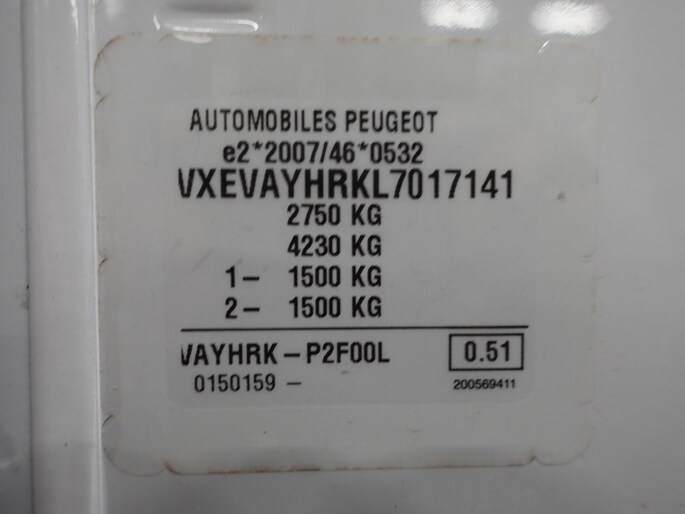 AUTOMOBILES PEUGEOT
e2*2007/46*0532
VXEVAYHRKL7017141
2750 KG
4230 KG
1- 1500 KG
2- 1500 KG
VAYHRK-P2F00L 0.51
0150159 - 200569411